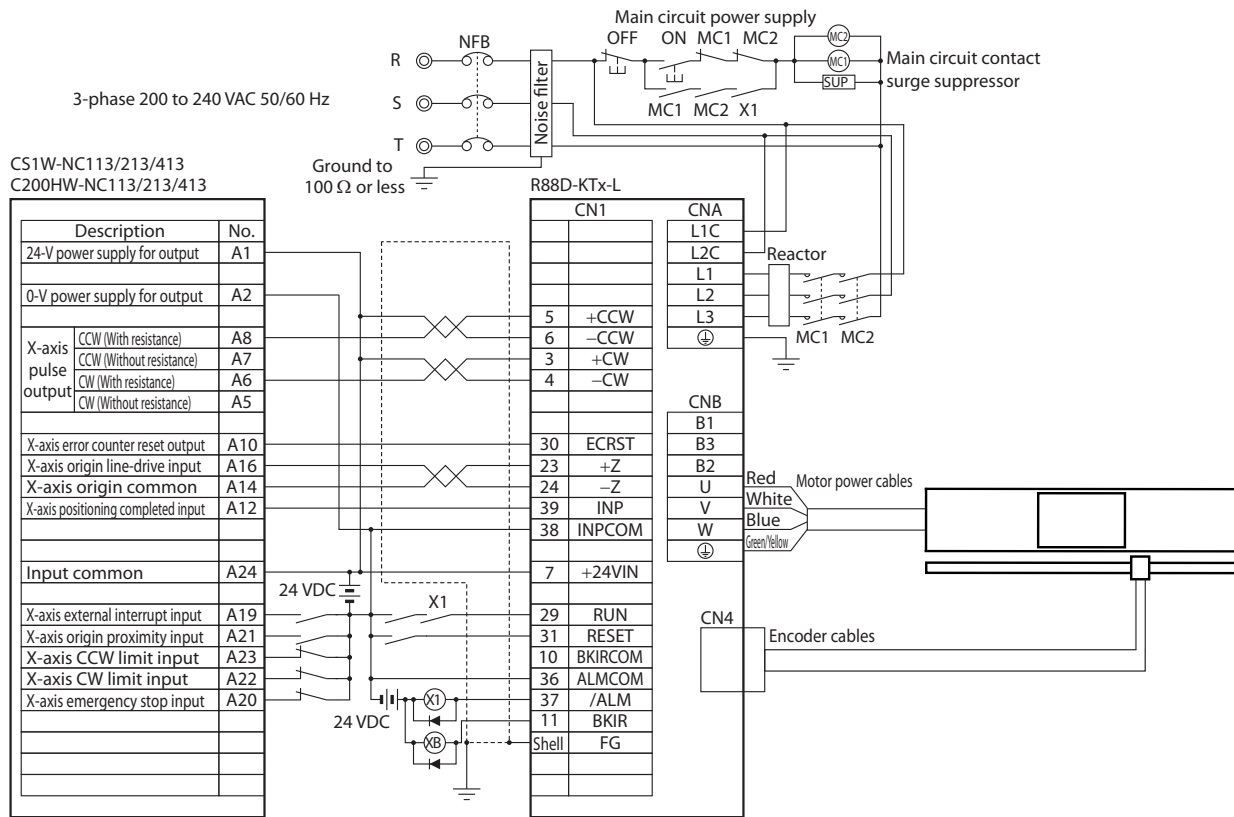 Main circuit power supply
OFF ON MC1 MC2
MC2
MC1
SUP
Main circuit contact
surge suppressor
MC1 MC2 X1
NFB
R
S
T
3-phase 200 to 240 VAC 50/60 Hz
Noise filter
Ground to
100 Ω or less
CS1W-NC113/213/413
C200HW-NC113/213/413
Description No.
24-V power supply for output A1
0-V power supply for output A2
X-axis
pulse
output
CCW (With resistance) A8
CCW (Without resistance) A7
CW (With resistance) A6
CW (Without resistance) A5
X-axis error counter reset output A10
X-axis origin line-drive input A16
X-axis origin common A14
X-axis positioning completed input A12
Input common A24
X-axis external interrupt input A19
X-axis origin proximity input A21
X-axis CCW limit input A23
X-axis CW limit input A22
X-axis emergency stop input A20
24 VDC
X1
24 VDC
X1
XB
R88D-KTx-L
CN1
5 +CCW
6 −CCW
3 +CW
4 −CW
30 ECRST
23 +Z
24 −Z
39 INP
38 INPCOM
7 +24VIN
29 RUN
31 RESET
10 BKIRCOM
36 ALMCOM
37 /ALM
11 BKIR
Shell FG
CNA
L1C
L2C
L1
L2
L3
Reactor
MC1 MC2
CNB
B1
B3
B2
U
V
W
Red
White
Blue
Green/Yellow
Motor power cables
CN4
Encoder cables